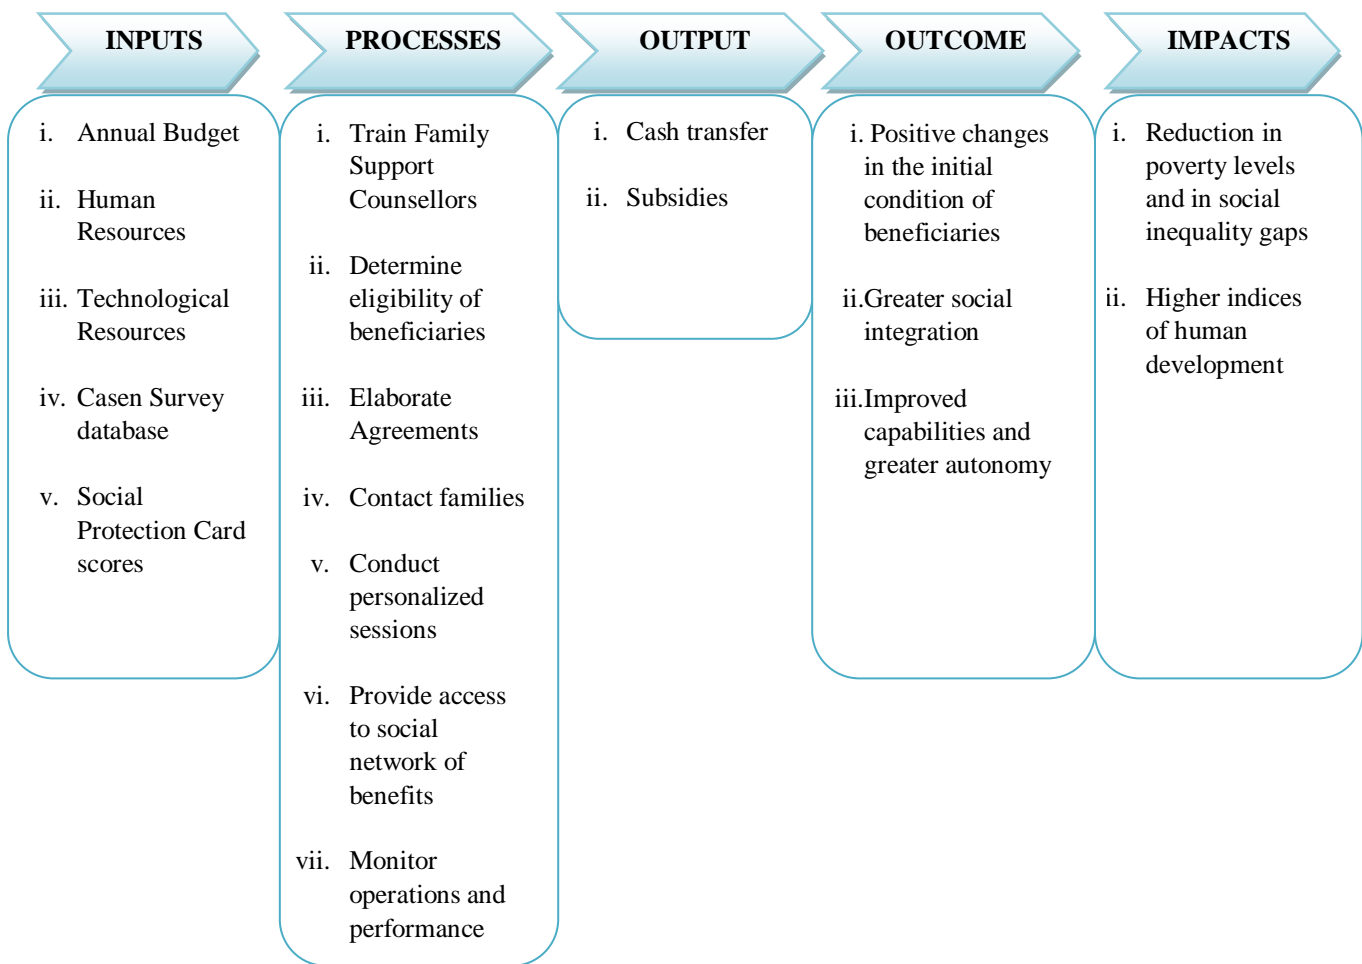 INPUTS
i. Annual Budget
ii. Human
Resources
iii. Technological
Resources
iv. Casen Survey
database
v. Social
Protection Card
scores
PROCESSES
i. Train Family
Support
Counsellors
ii. Determine
eligibility of
beneficiaries
iii. Elaborate
Agreements
iv. Contact families
v. Conduct
personalized
sessions
vi. Provide access
to social
network of
benefits
vii. Monitor
operations and
performance
OUTPUT
i. Cash transfer
ii. Subsidies
OUTCOME
i. Positive changes
in the initial
condition of
beneficiaries
ii.Greater social
integration
iii.Improved
capabilities and
greater autonomy
IMPACTS
i. Reduction in
poverty levels
and in social
inequality gaps
ii. Higher indices
of human
development